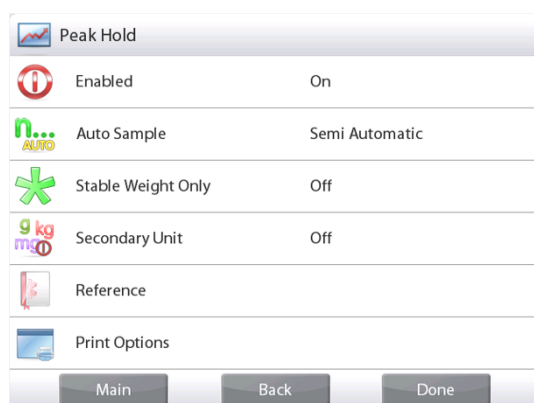 Peak Hold
Enabled On
n... AUTO
Auto Sample Semi Automatic
Stable Weight Only Off
g kg mg
Secondary Unit Off
Reference
Print Options
Main Back Done